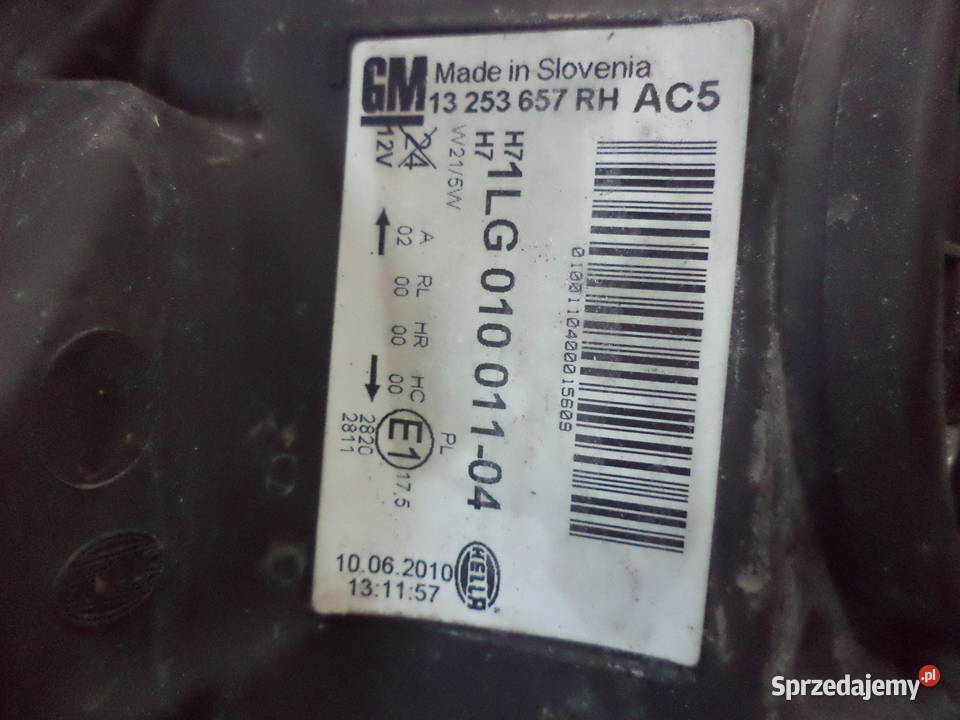 GM Made in Slovenia
13 253 657 RH AC5
12V 24
W21/5W
H7
H7
1LG 010 011-04
A RL HR HC PL
02 00 00 00 E1 17.5
2820
2811
0100110400015609
10.06.2010
13:11:57
HELLA
Sprzedajemy.pl